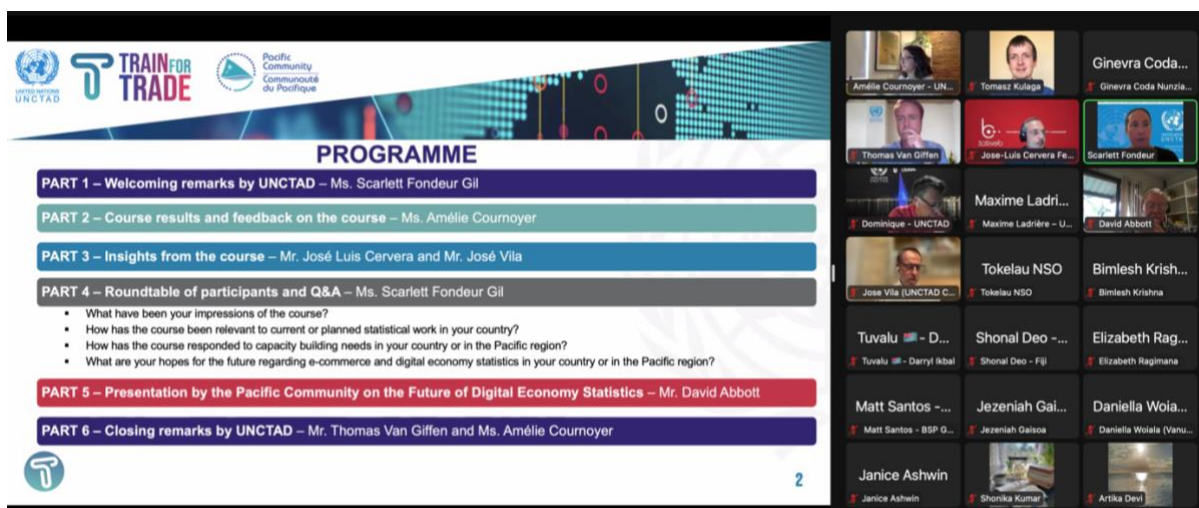 UNITED NATIONS
UNCTAD
TRAIN FOR
TRADE
Pacific
Community
Communauté
du Pacifique
PROGRAMME
PART 1 – Welcoming remarks by UNCTAD – Ms. Scarlett Fondeur Gil
PART 2 – Course results and feedback on the course – Ms. Amélie Cournoyer
PART 3 – Insights from the course – Mr. José Luis Cervera and Mr. José Vila
PART 4 – Roundtable of participants and Q&A – Ms. Scarlett Fondeur Gil
▪ What have been your impressions of the course?
▪ How has the course been relevant to current or planned statistical work in your country?
▪ How has the course responded to capacity building needs in your country or in the Pacific region?
▪ What are your hopes for the future regarding e-commerce and digital economy statistics in your country or in the Pacific region?
PART 5 – Presentation by the Pacific Community on the Future of Digital Economy Statistics – Mr. David Abbott
PART 6 – Closing remarks by UNCTAD – Mr. Thomas Van Giffen and Ms. Amélie Cournoyer
2
Amélie Cournoyer - UN...
Tomasz Kulaga
Ginevra Coda...
Ginevra Coda Nunzia...
Thomas Van Giffen
Jose-Luis Cervera Fe...
Scarlett Fondeur
Dominique - UNCTAD
Maxime Ladri...
Maxime Ladrière – U...
David Abbott
Jose Vila (UNCTAD C...
Tokelau NSO
Tokelau NSO
Bimlesh Krish...
Bimlesh Krishna
Tuvalu 🇹🇻 - D...
Tuvalu 🇹🇻 - Darryl Ikbal
Shonal Deo -...
Shonal Deo - Fiji
Elizabeth Rag...
Elizabeth Ragimana
Matt Santos -...
Matt Santos - BSP G...
Jezeniah Gai...
Jezeniah Gaisoa
Daniella Woia...
Daniella Woiala (Vanu...
Janice Ashwin
Janice Ashwin
Shonika Kumar
Artika Devi